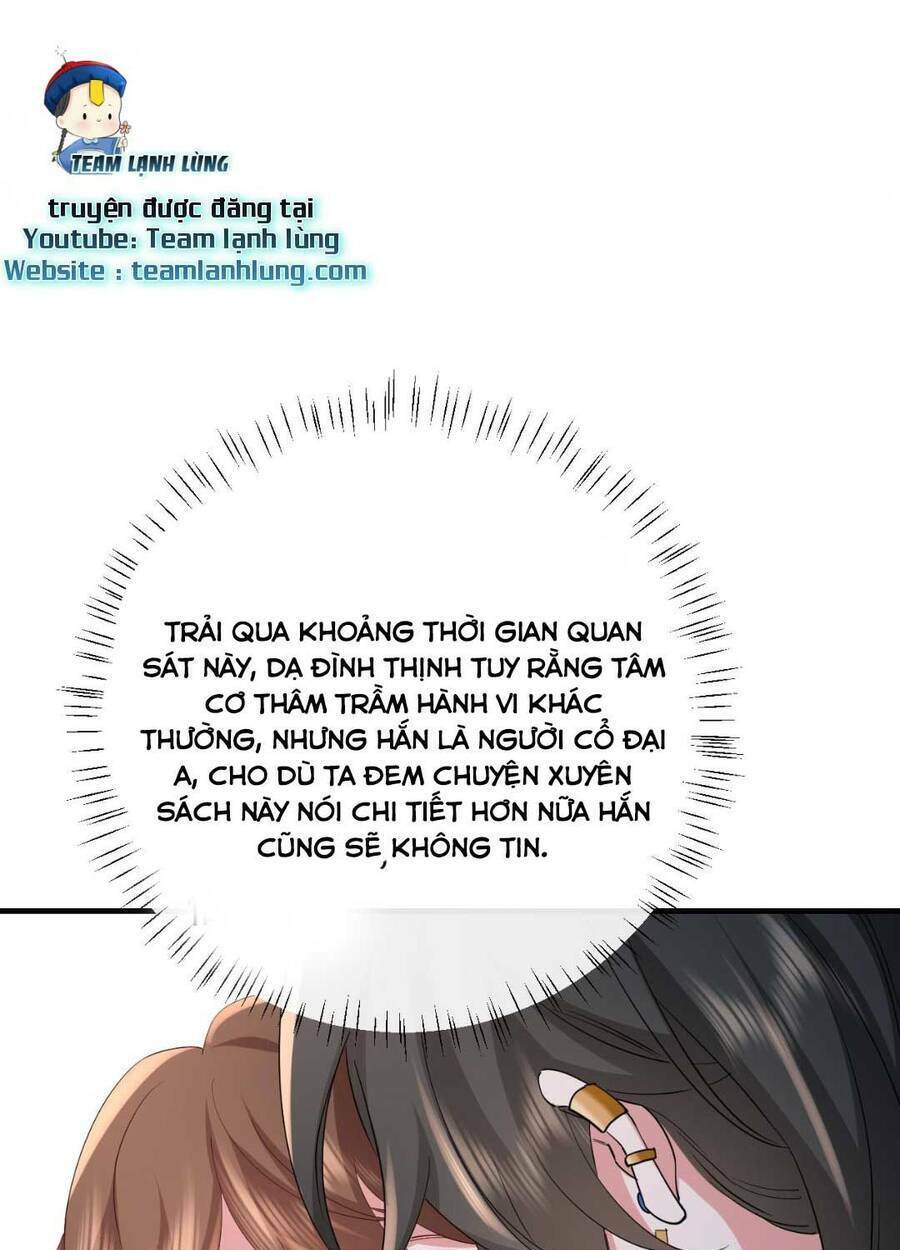 TEAM LẠNH LÙNG
truyện được đăng tại
Youtube: Team lạnh lùng
Website : teamlanhlung.com
TRẢI QUA KHOẢNG THỜI GIAN QUAN
SÁT NÀY, DẠ ĐÌNH THỊNH TUY RẰNG TÂM
CƠ THÂM TRẦM HÀNH VI KHÁC
THƯỜNG, NHƯNG HẮN LÀ NGƯỜI CỔ ĐẠI
A, CHO DÙ TA ĐEM CHUYỆN XUYÊN
SÁCH NÀY NÓI CHI TIẾT HƠN NỮA HẮN
CŨNG SẼ KHÔNG TIN.